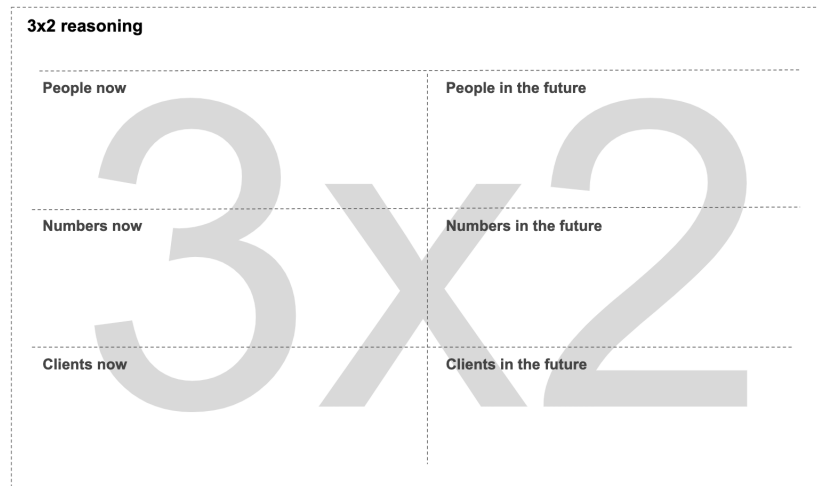 3x2 reasoning
People now
People in the future
Numbers now
Numbers in the future
Clients now
Clients in the future
3x2